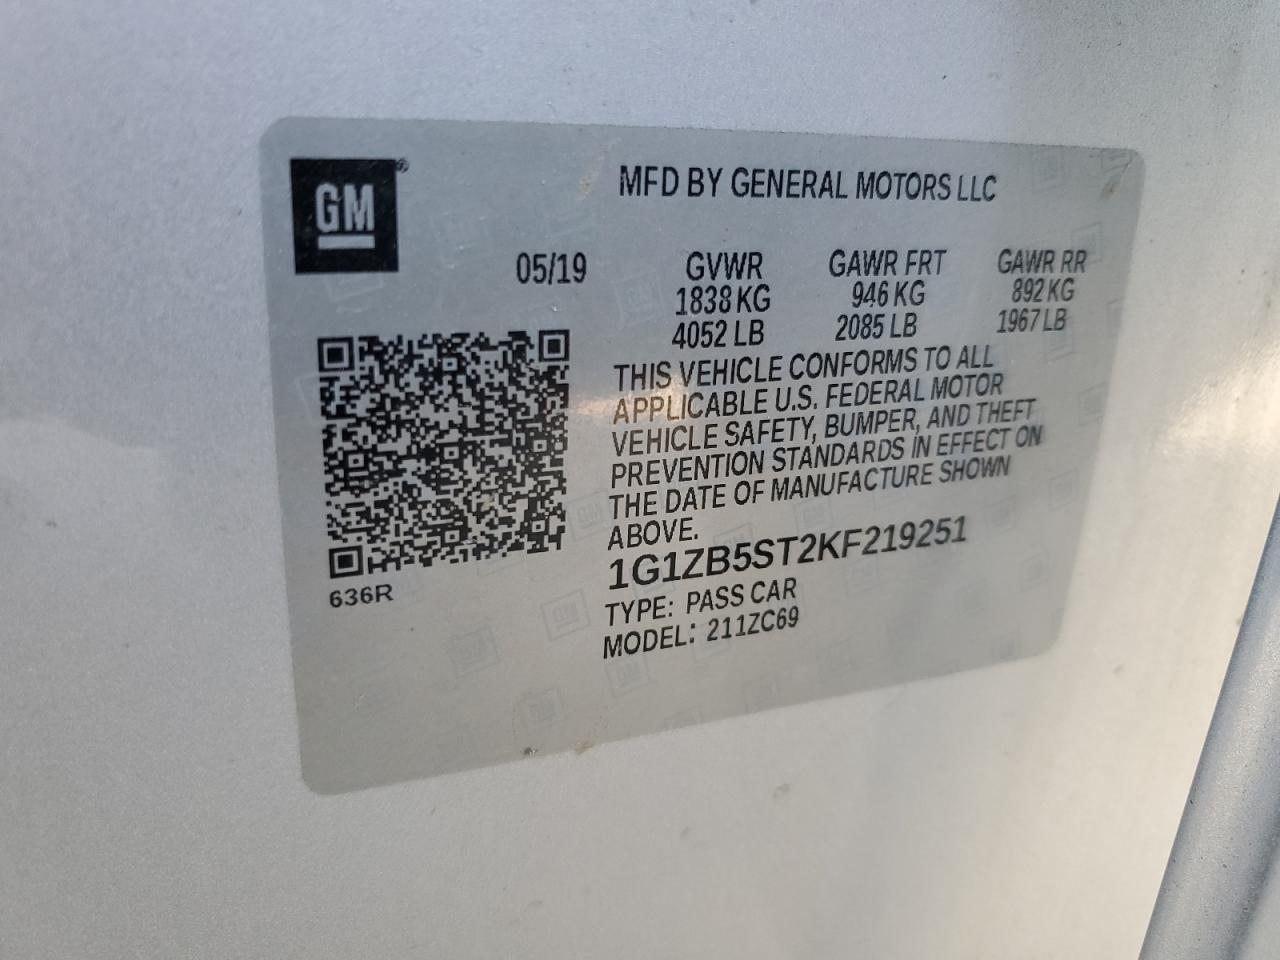 GM
®
MFD BY GENERAL MOTORS LLC
05/19 GVWR GAWR FRT GAWR RR
1838 KG 946 KG 892 KG
4052 LB 2085 LB 1967 LB
THIS VEHICLE CONFORMS TO ALL
APPLICABLE U.S. FEDERAL MOTOR
VEHICLE SAFETY, BUMPER, AND THEFT
PREVENTION STANDARDS IN EFFECT ON
THE DATE OF MANUFACTURE SHOWN
ABOVE.
1G1ZB5ST2KF219251
TYPE: PASS CAR
MODEL: 211ZC69
636R